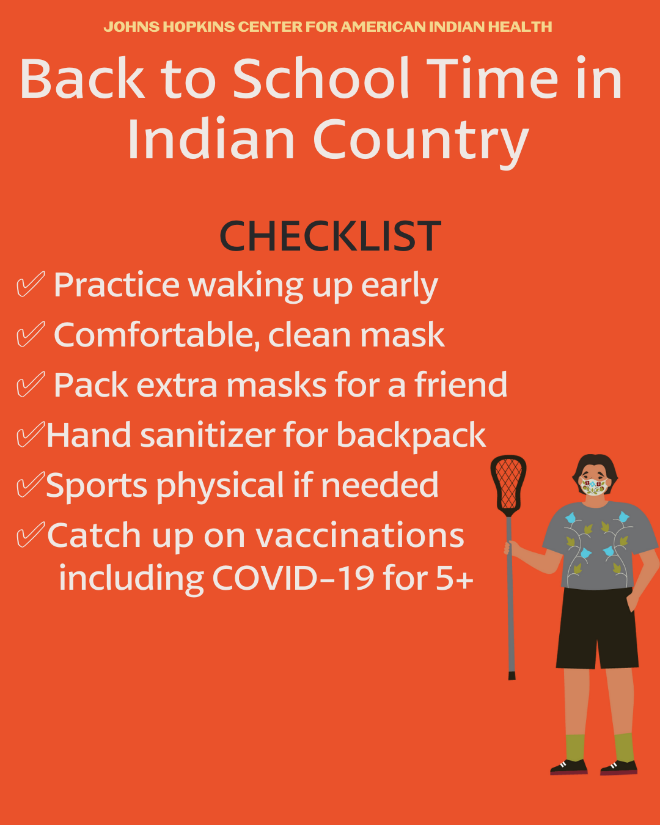 JOHNS HOPKINS CENTER FOR AMERICAN INDIAN HEALTH
Back to School Time in
Indian Country
CHECKLIST
✅ Practice waking up early
✅ Comfortable, clean mask
✅ Pack extra masks for a friend
✅Hand sanitizer for backpack
✅Sports physical if needed
✅Catch up on vaccinations
including COVID-19 for 5+